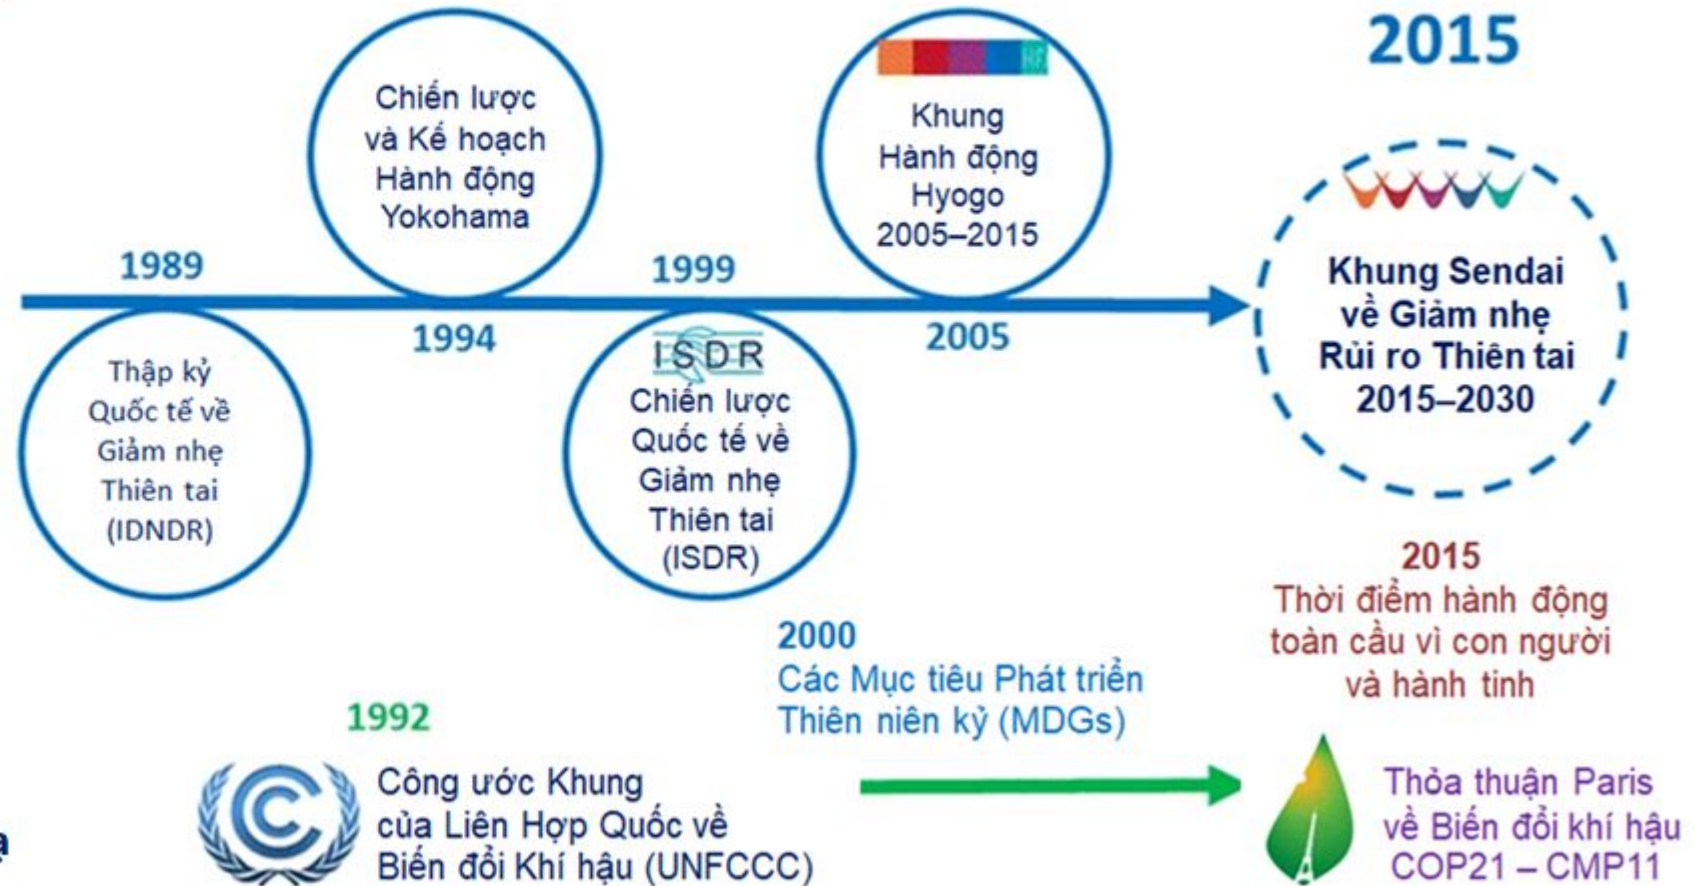 2015
Chiến lược
và Kế hoạch
Hành động
Yokohama
Khung
Hành động
Hyogo
2005–2015
1989
1999
1994
2005
Thập kỷ
Quốc tế về
Giảm nhẹ
Thiên tai
(IDNDR)
ISDR
Chiến lược
Quốc tế về
Giảm nhẹ
Thiên tai
(ISDR)
Khung Sendai
về Giảm nhẹ
Rủi ro Thiên tai
2015–2030
2015
Thời điểm hành động
toàn cầu vì con người
và hành tinh
2000
Các Mục tiêu Phát triển
Thiên niên kỷ (MDGs)
1992
Công ước Khung
của Liên Hợp Quốc về
Biến đổi Khí hậu (UNFCCC)
Thỏa thuận Paris
về Biến đổi khí hậu
COP21 – CMP11